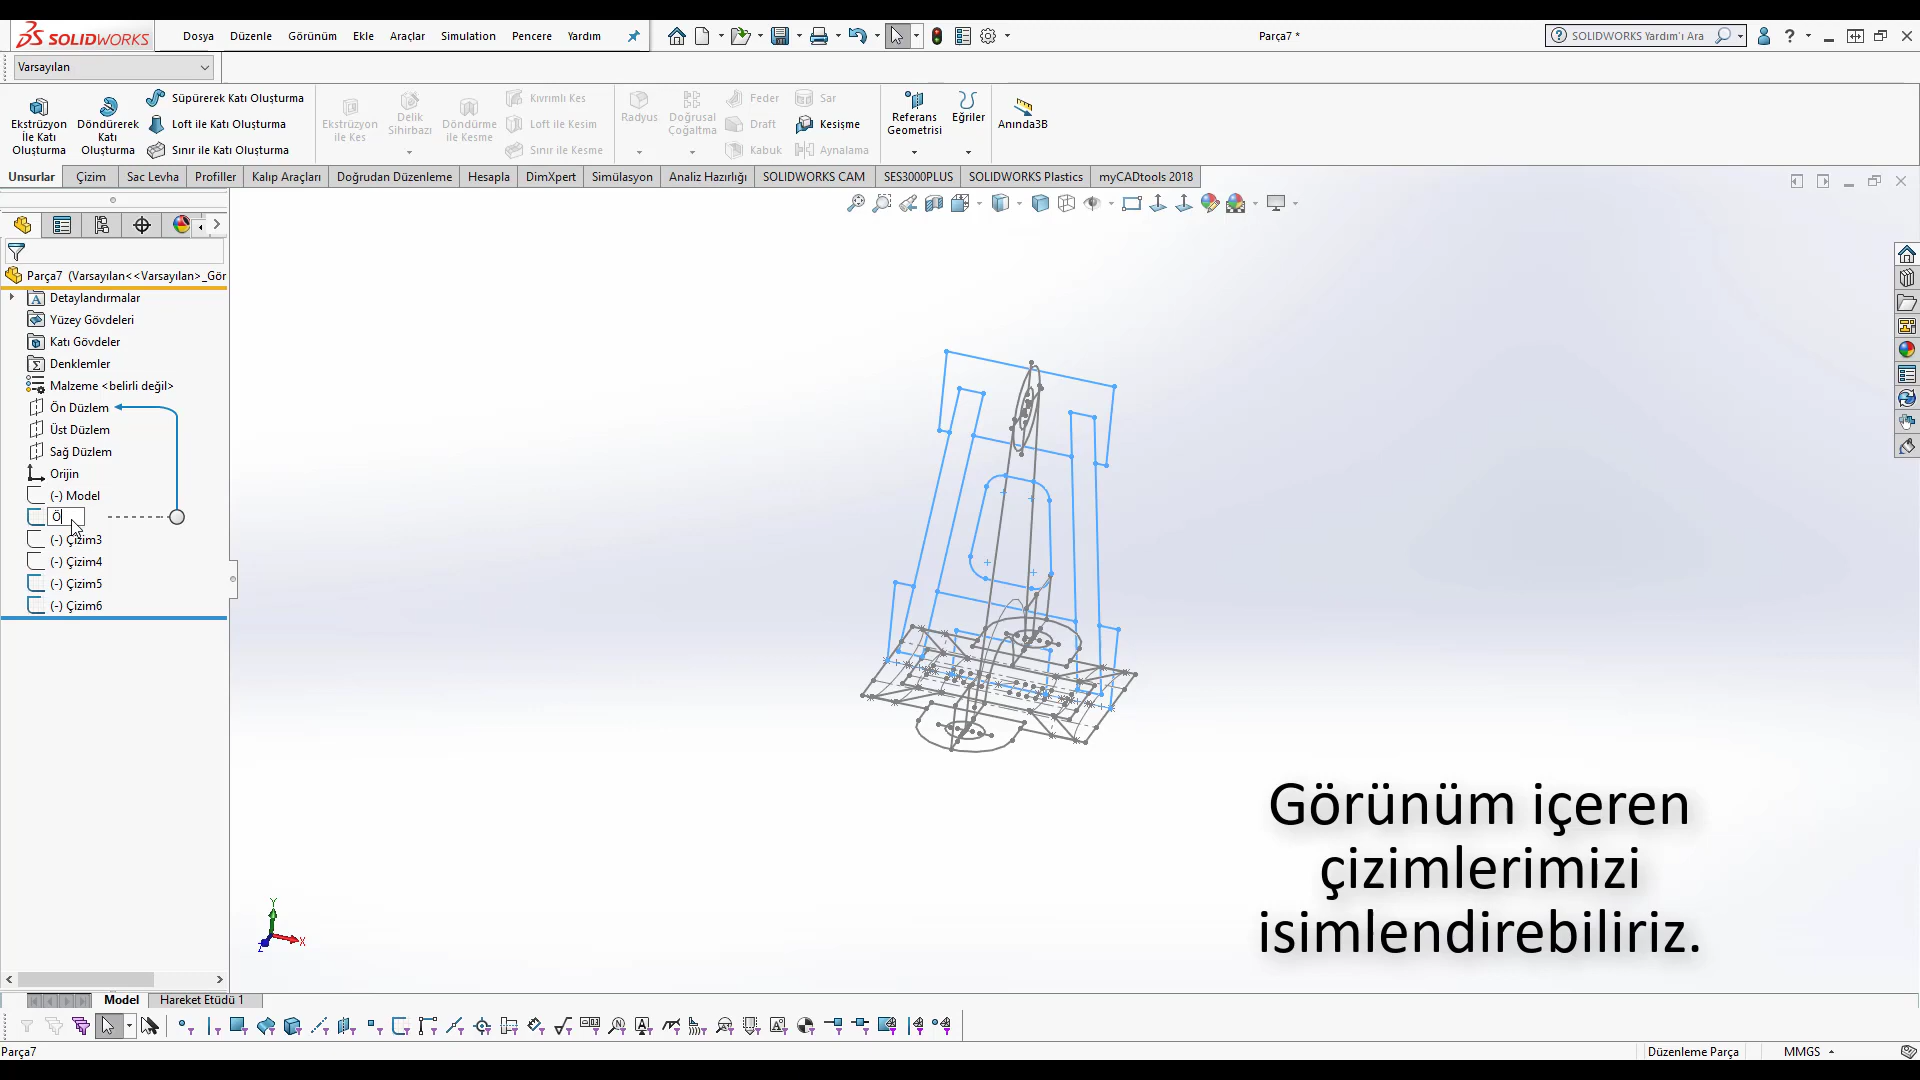 SOLIDWORKS
Dosya Düzenle Görünüm Ekle Araçlar Simulation Pencere Yardım
Parça7 *
SOLIDWORKS Yardım'ı Ara
Varsayılan
Ekstrüzyon İle Katı Oluşturma
Döndürerek Katı Oluşturma
Süpürerek Katı Oluşturma
Loft ile Katı Oluşturma
Sınır ile Katı Oluşturma
Ekstrüzyon ile Kes
Delik Sihirbazı
Döndürme ile Kesme
Kıvrımlı Kes
Loft ile Kesim
Sınır ile Kesme
Radyus
Doğrusal Çoğaltma
Feder
Draft
Kabuk
Sar
Kesişme
Aynalama
Referans Geometrisi
Eğriler
Anında3B
Unsurlar Çizim Sac Levha Profiller Kalıp Araçları Doğrudan Düzenleme Hesapla DimXpert Simülasyon Analiz Hazırlığı SOLIDWORKS CAM SES3000PLUS SOLIDWORKS Plastics myCADtools 2018
Parça7 (Varsayılan<<Varsayılan>_Gör
Detaylandırmalar
Yüzey Gövdeleri
Katı Gövdeler
Denklemler
Malzeme <belirli değil>
Ön Düzlem
Üst Düzlem
Sağ Düzlem
Orijin
(-) Model
Ö
(-) Çizim3
(-) Çizim4
(-) Çizim5
(-) Çizim6
Görünüm içeren
çizimlerimizi
isimlendirebiliriz.
Y
X
Z
Model Hareket Etüdü 1
Parça7
Düzenleme Parça
MMGS